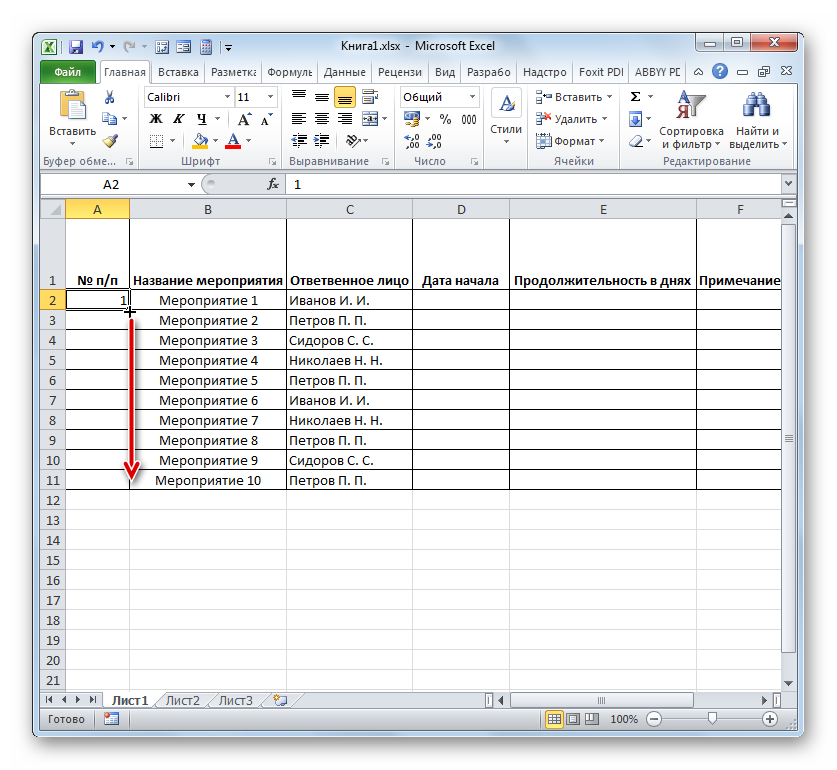 Книга1.xlsx - Microsoft Excel
Файл Главная Вставка Разметка Формуль Данные Рецензи Вид Разрабо Надстро Foxit PDI ABBYY PC
Вставить
Буфер обме...
Calibri 11
Ж К Ч
Шрифт
Выравнивание
Общий
% 000
Число
Стили
Вставить
Удалить
Формат
Ячейки
Σ
Сортировка и фильтр
Найти и выделить
Редактирование
A2 fx 1
A B C D E F
1 № п/п Название мероприятия Ответственное лицо Дата начала Продолжительность в днях Примечание
2 1 Мероприятие 1 Иванов И. И.
3 Мероприятие 2 Петров П. П.
4 Мероприятие 3 Сидоров С. С.
5 Мероприятие 4 Николаев Н. Н.
6 Мероприятие 5 Петров П. П.
7 Мероприятие 6 Иванов И. И.
8 Мероприятие 7 Николаев Н. Н.
9 Мероприятие 8 Петров П. П.
10 Мероприятие 9 Сидоров С. С.
11 Мероприятие 10 Петров П. П.
12
13
14
15
16
17
18
19
20
21
Лист1 Лист2 Лист3
Готово 100%